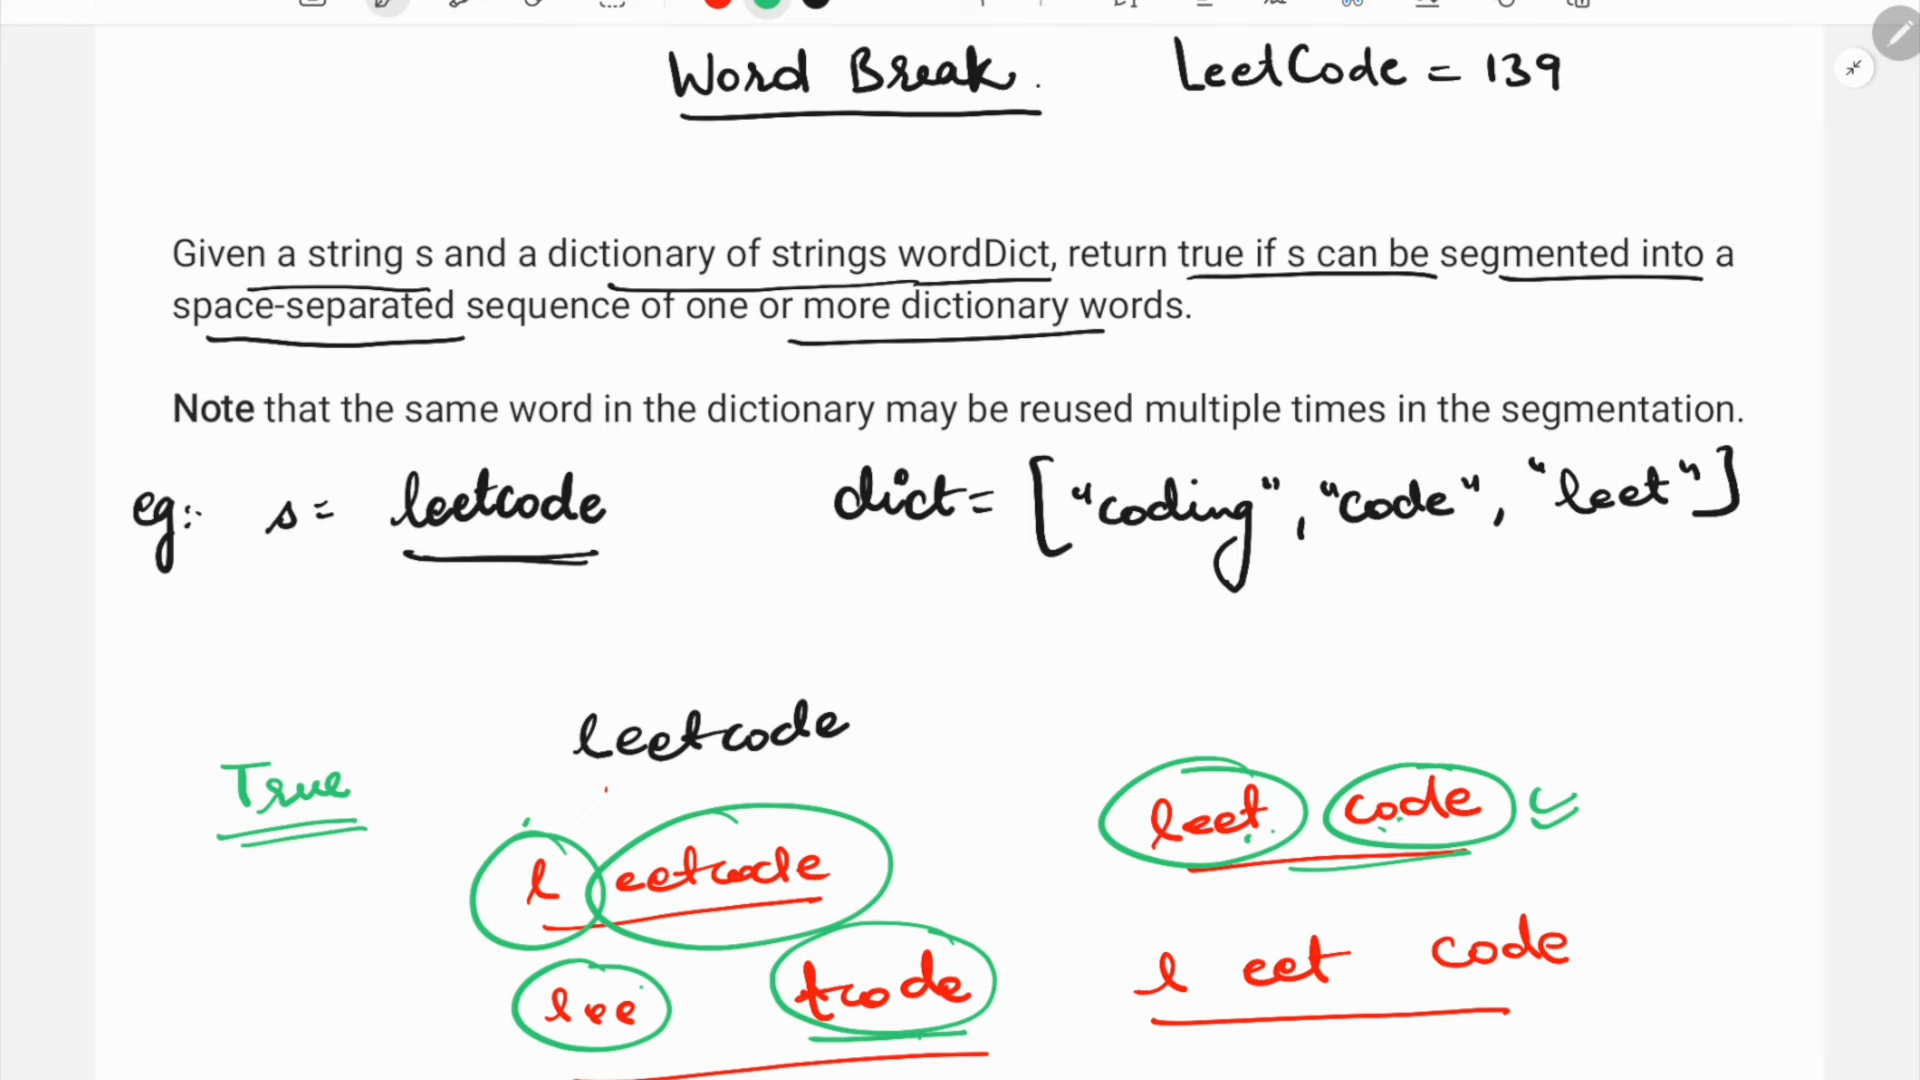 Word Break. LeetCode = 139
Given a string s and a dictionary of strings wordDict, return true if s can be segmented into a
space-separated sequence of one or more dictionary words.
Note that the same word in the dictionary may be reused multiple times in the segmentation.
eg:- s = leetcode dict = ["coding", "code", "leet"]
leetcode
True
l eetcode leet code
lee tcode l eet code